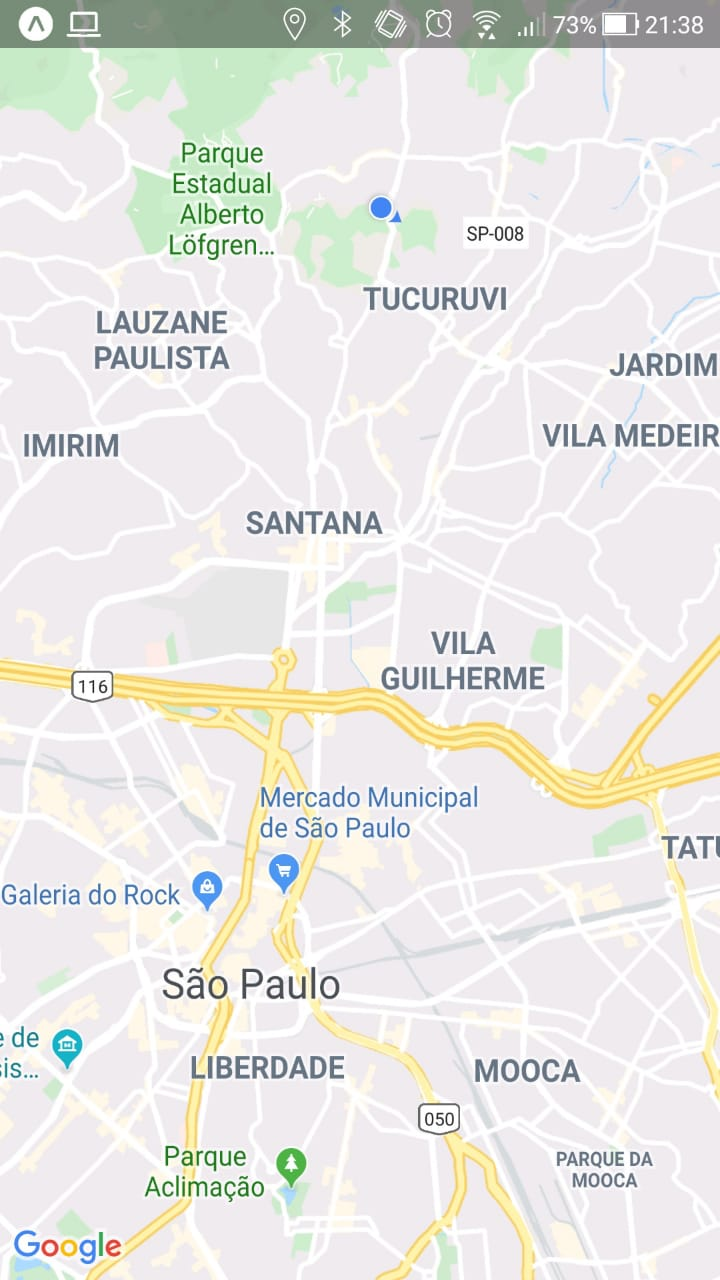 73% 21:38
Parque
Estadual
Alberto
Löfgren...
SP-008
TUCURUVI
LAUZANE
PAULISTA
JARDIM
VILA MEDEIR
IMIRIM
SANTANA
VILA
GUILHERME
116
Mercado Municipal
de São Paulo
TATU
Galeria do Rock
São Paulo
e de
sis...
LIBERDADE
MOOCA
050
Parque
Aclimação
PARQUE DA
MOOCA
Google